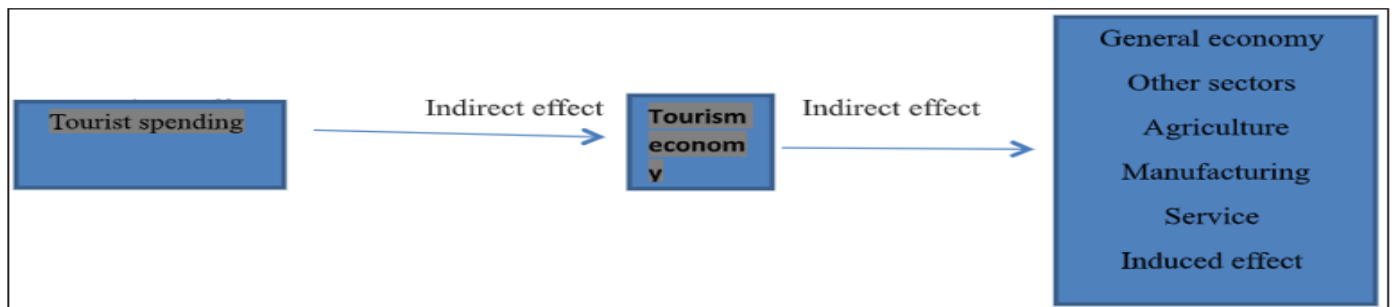 Tourist spending
Indirect effect
Tourism
econom
y
Indirect effect
General economy
Other sectors
Agriculture
Manufacturing
Service
Induced effect